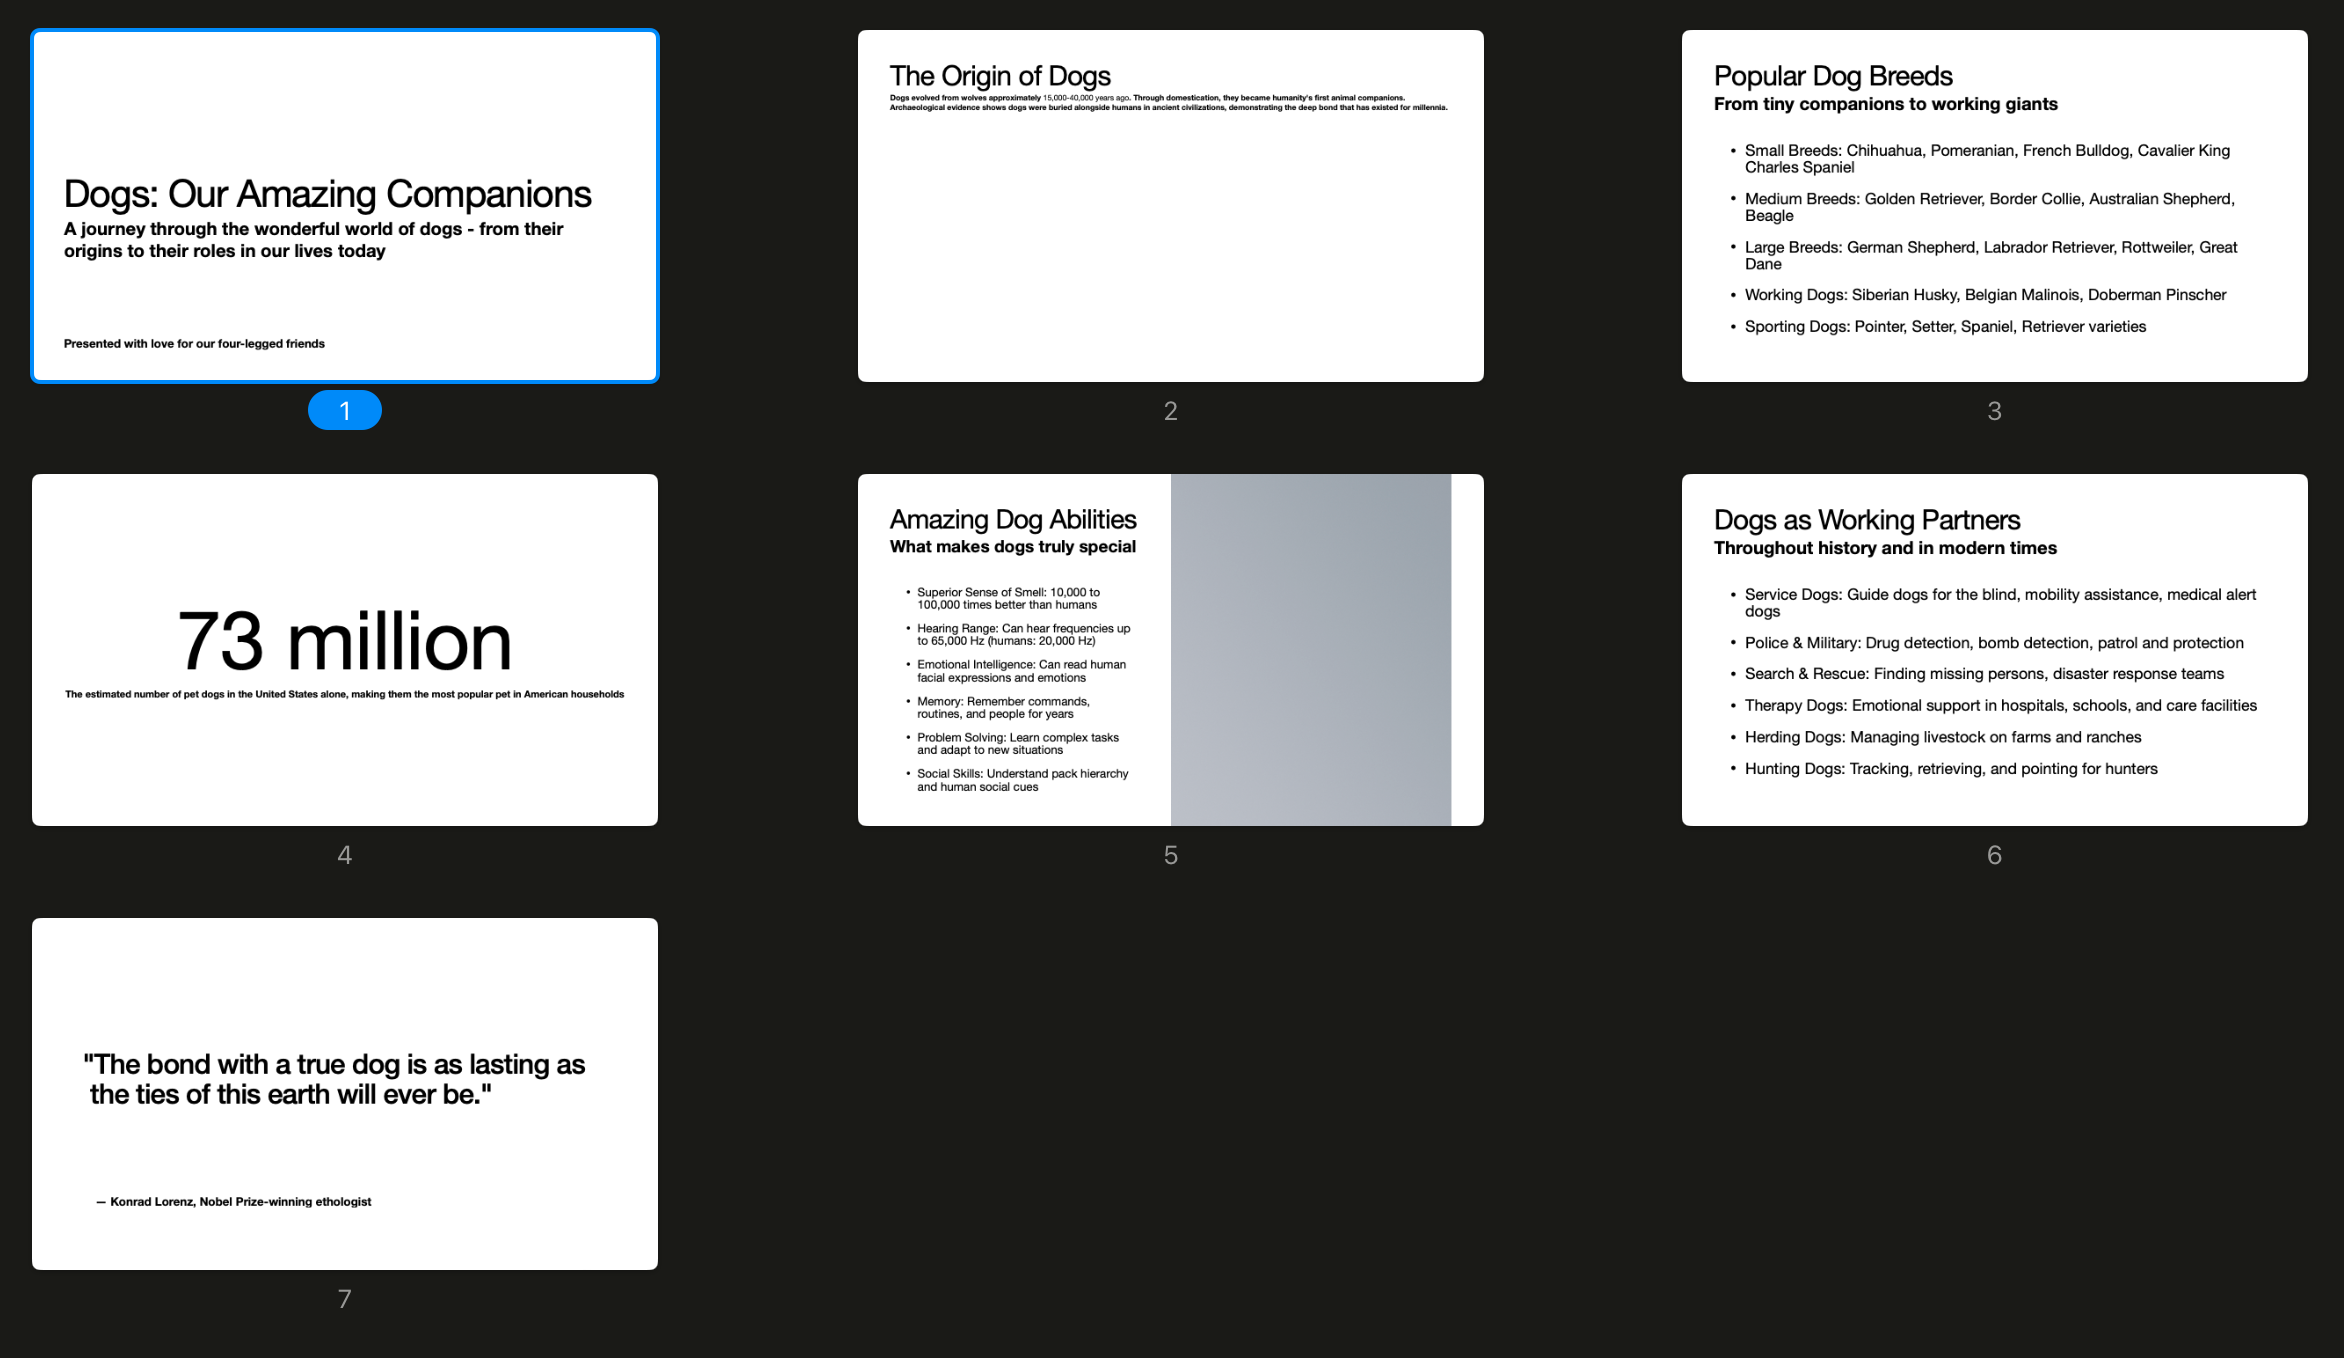 Dogs: Our Amazing Companions
A journey through the wonderful world of dogs - from their
origins to their roles in our lives today
Presented with love for our four-legged friends
1
The Origin of Dogs
Dogs evolved from wolves approximately 15,000-40,000 years ago. Through domestication, they became humanity's first animal companions.
Archaeological evidence shows dogs were buried alongside humans in ancient civilizations, demonstrating the deep bond that has existed for millennia.
2
Popular Dog Breeds
From tiny companions to working giants
• Small Breeds: Chihuahua, Pomeranian, French Bulldog, Cavalier King
Charles Spaniel
• Medium Breeds: Golden Retriever, Border Collie, Australian Shepherd,
Beagle
• Large Breeds: German Shepherd, Labrador Retriever, Rottweiler, Great
Dane
• Working Dogs: Siberian Husky, Belgian Malinois, Doberman Pinscher
• Sporting Dogs: Pointer, Setter, Spaniel, Retriever varieties
3
73 million
The estimated number of pet dogs in the United States alone, making them the most popular pet in American households
4
Amazing Dog Abilities
What makes dogs truly special
• Superior Sense of Smell: 10,000 to
100,000 times better than humans
• Hearing Range: Can hear frequencies up
to 65,000 Hz (humans: 20,000 Hz)
• Emotional Intelligence: Can read human
facial expressions and emotions
• Memory: Remember commands,
routines, and people for years
• Problem Solving: Learn complex tasks
and adapt to new situations
• Social Skills: Understand pack hierarchy
and human social cues
5
Dogs as Working Partners
Throughout history and in modern times
• Service Dogs: Guide dogs for the blind, mobility assistance, medical alert
dogs
• Police & Military: Drug detection, bomb detection, patrol and protection
• Search & Rescue: Finding missing persons, disaster response teams
• Therapy Dogs: Emotional support in hospitals, schools, and care facilities
• Herding Dogs: Managing livestock on farms and ranches
• Hunting Dogs: Tracking, retrieving, and pointing for hunters
6
"The bond with a true dog is as lasting as
the ties of this earth will ever be."
— Konrad Lorenz, Nobel Prize-winning ethologist
7